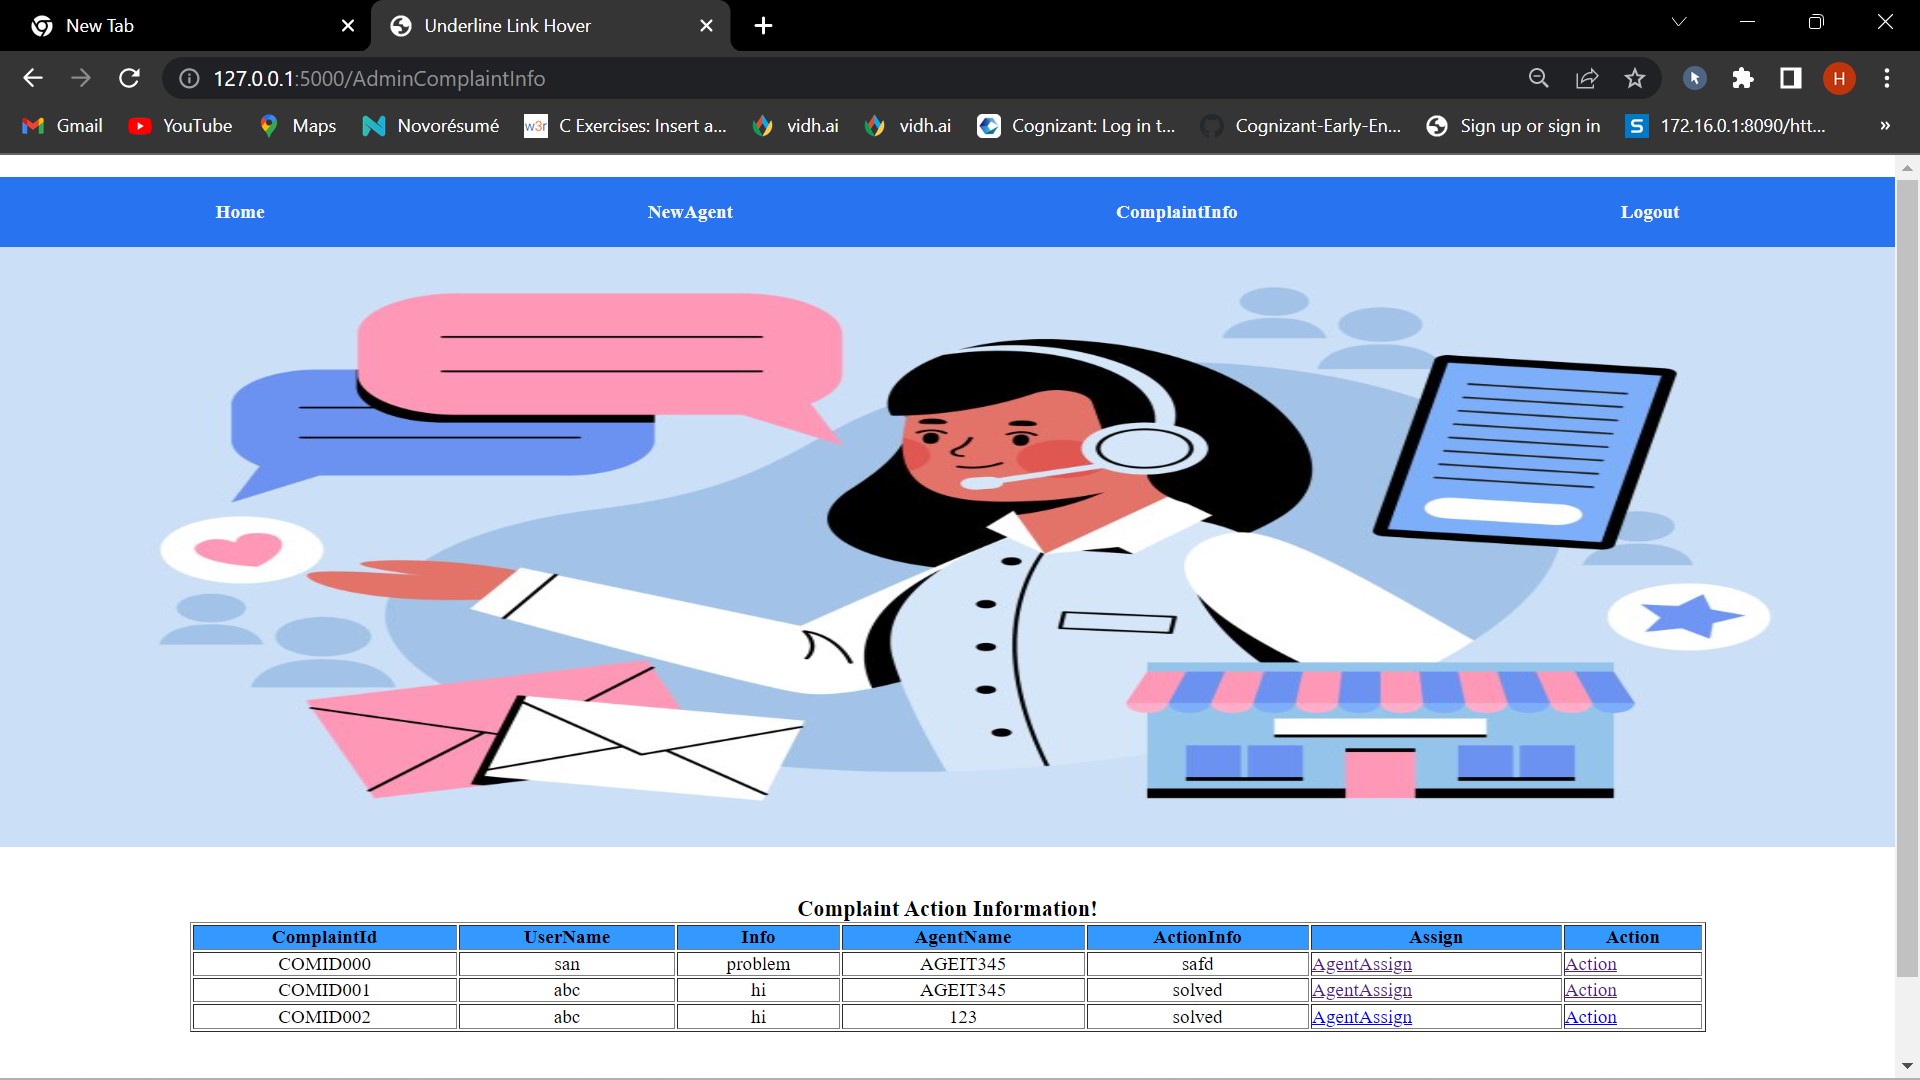 New Tab
Underline Link Hover
127.0.0.1:5000/AdminComplaintInfo
H
Gmail YouTube Maps Novorésumé w3r C Exercises: Insert a... vidh.ai vidh.ai Cognizant: Log in t... Cognizant-Early-En... Sign up or sign in S 172.16.0.1:8090/htt... »
Home NewAgent ComplaintInfo Logout
Complaint Action Information!
ComplaintId UserName Info AgentName ActionInfo Assign Action
COMID000 san problem AGEIT345 safd AgentAssign Action
COMID001 abc hi AGEIT345 solved AgentAssign Action
COMID002 abc hi 123 solved AgentAssign Action